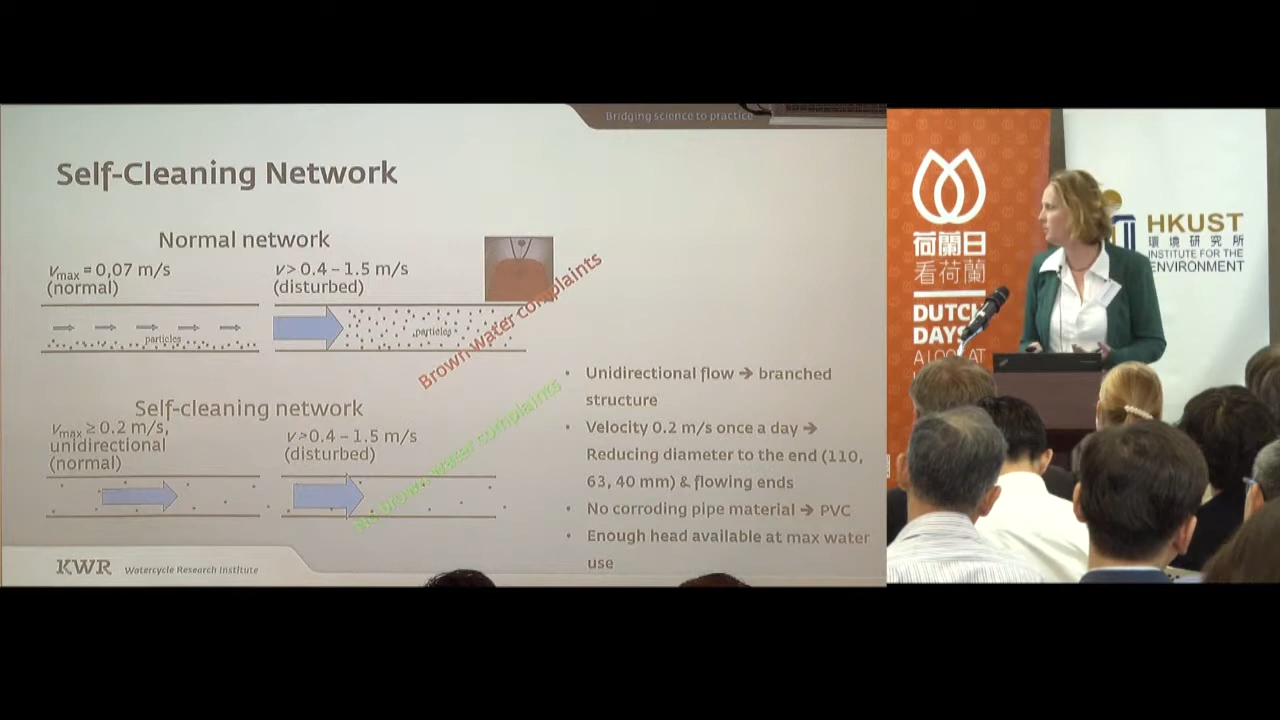 Bridging science to practice
Self-Cleaning Network
Normal network
vmax = 0,07 m/s
(normal)
v > 0.4 – 1.5 m/s
(disturbed)
particles
particles
Brown water complaints
Self-cleaning network
vmax ≥ 0.2 m/s,
unidirectional
(normal)
v >0.4 – 1.5 m/s
(disturbed)
No brown water complaints
• Unidirectional flow → branched
structure
• Velocity 0.2 m/s once a day →
Reducing diameter to the end (110,
63, 40 mm) & flowing ends
• No corroding pipe material → PVC
• Enough head available at max water
use
KWR
Watercycle Research Institute
荷蘭日
看荷蘭
DUTCH
DAYS
A LOOK AT
HKUST
環境研究所
INSTITUTE FOR THE
ENVIRONMENT